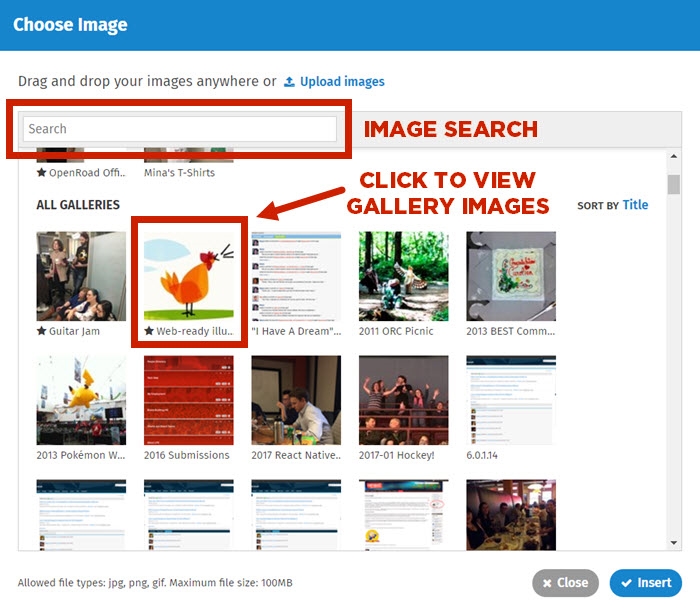 Choose Image
Drag and drop your images anywhere or Upload images
Search
IMAGE SEARCH
OpenRoad Offi..
Mina's T-Shirts
CLICK TO VIEW
GALLERY IMAGES
ALL GALLERIES
SORT BY Title
Guitar Jam
Web-ready illu...
"I Have A Dream"...
2011 ORC Picnic
2013 BEST Comm...
2013 Pokémon W...
2016 Submissions
2017 React Native..
2017-01 Hockey!
6.0.1.14
Allowed file types: jpg, png, gif. Maximum file size: 100MB
Close
Insert